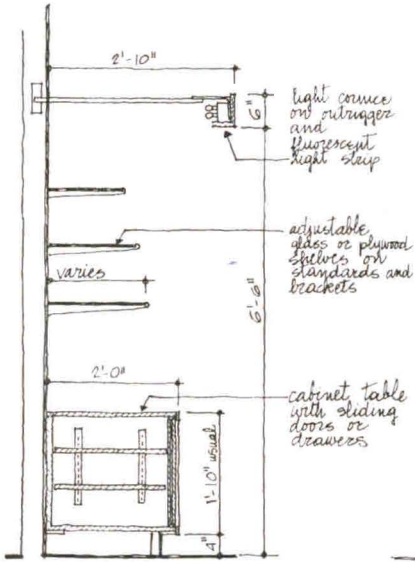 2'-10"
6"
light cornice
on outrigger
and
fluorescent
light strip
adjustable
glass or plywood
shelves on
standards and
brackets
varies
6'-6"
2'-0"
cabinet table
with sliding
doors or
drawers
1'-10" usual
4"